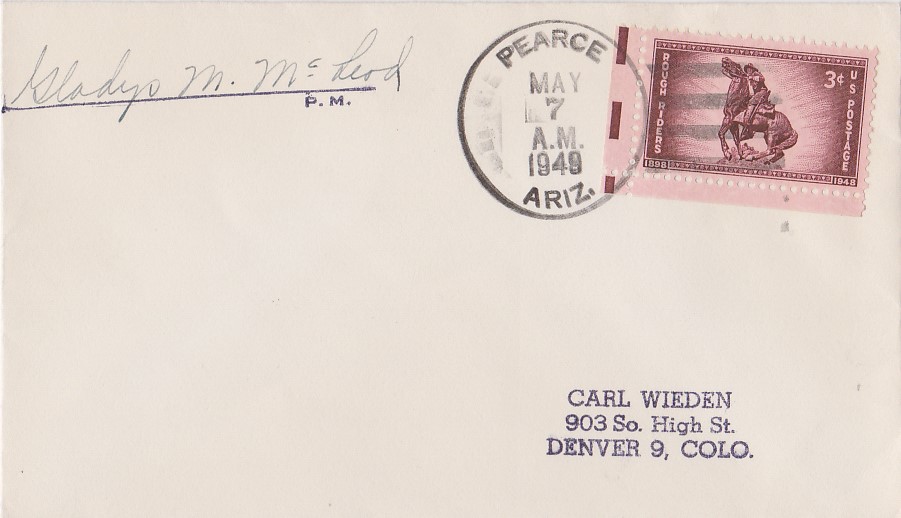 Gladys M. McLeod
P.M.
PEARCE
MAY
7
A.M.
1949
ARIZ.
ROUGH RIDERS
3¢
U S POSTAGE
1898
1948
CARL WIEDEN
903 So. High St.
DENVER 9, COLO.